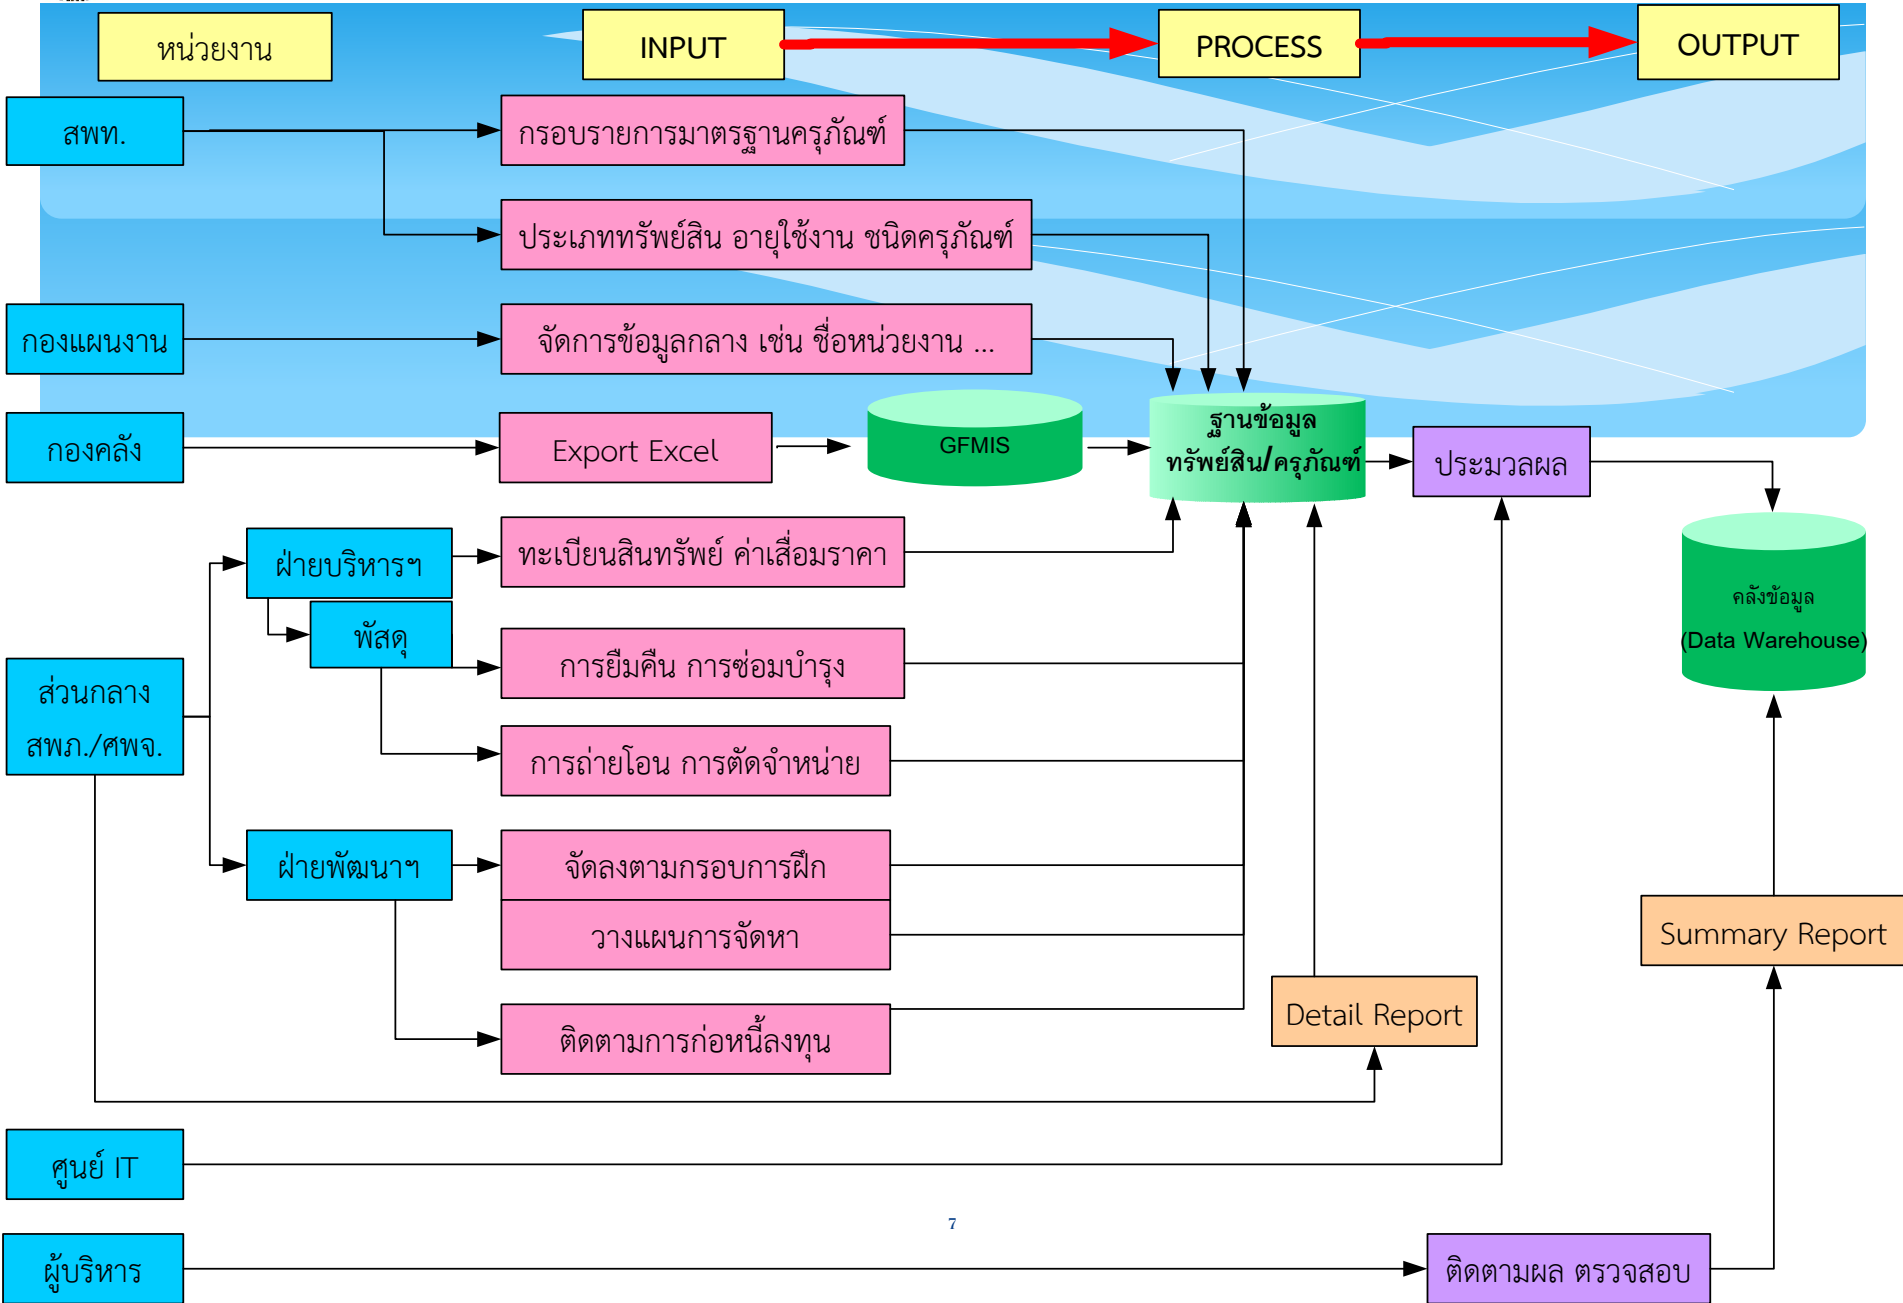 หน่วยงาน
INPUT
PROCESS
OUTPUT
สพท.
กรอบรายการมาตรฐานครุภัณฑ์
ประเภททรัพย์สิน อายุใช้งาน ชนิดครุภัณฑ์
กองแผนงาน
จัดการข้อมูลกลาง เช่น ชื่อหน่วยงาน ...
กองคลัง
Export Excel
GFMIS
ฐานข้อมูล
ทรัพย์สิน/ครุภัณฑ์
ประมวลผล
ฝ่ายบริหารฯ
ทะเบียนสินทรัพย์ ค่าเสื่อมราคา
คลังข้อมูล
(Data Warehouse)
พัสดุ
การยืมคืน การซ่อมบำรุง
ส่วนกลาง
สพภ./ศพจ.
การถ่ายโอน การตัดจำหน่าย
ฝ่ายพัฒนาฯ
จัดลงตามกรอบการฝึก
วางแผนการจัดหา
Summary Report
Detail Report
ติดตามการก่อหนี้ลงทุน
ศูนย์ IT
7
ผู้บริหาร
ติดตามผล ตรวจสอบ